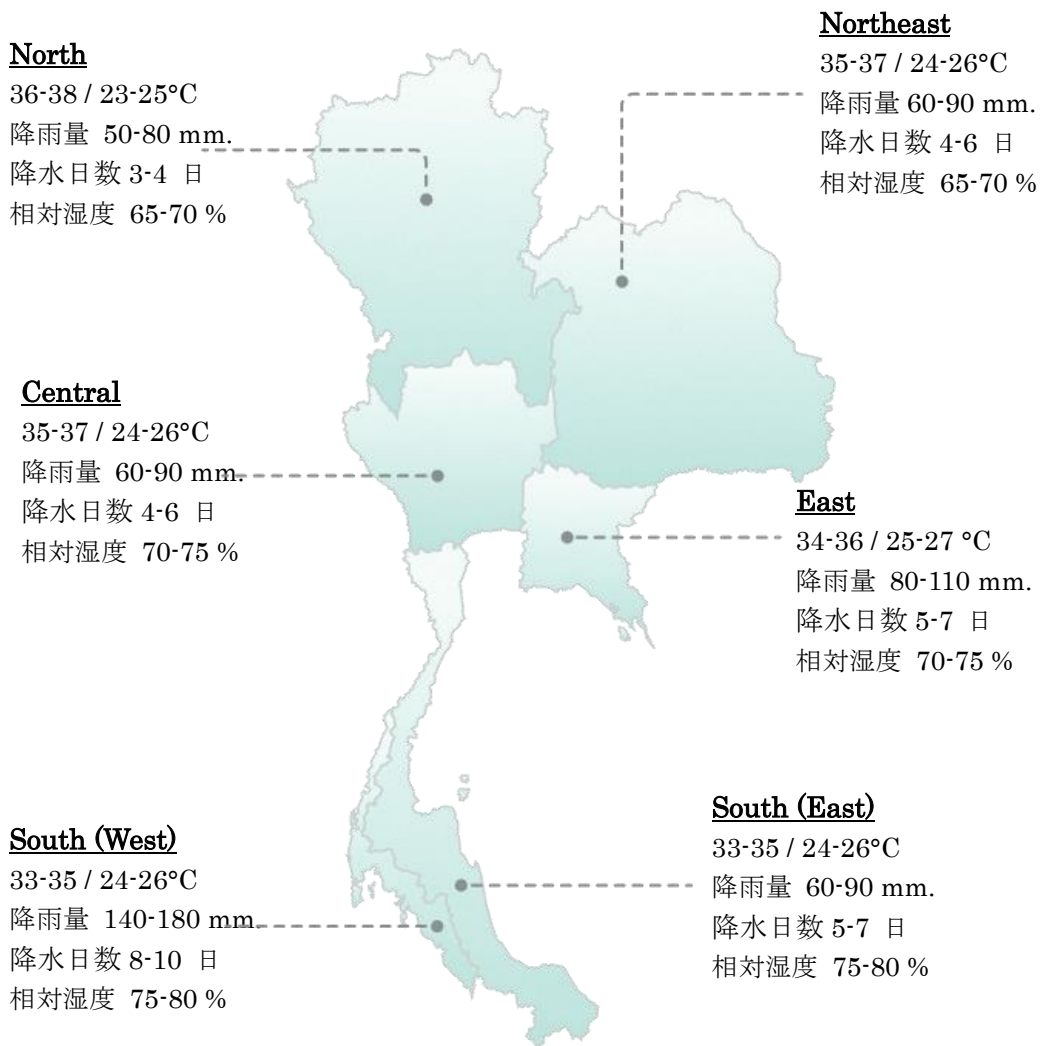 North
36-38 / 23-25°C
降雨量 50-80 mm.
降水日数 3-4 日
相対湿度 65-70 %
Northeast
35-37 / 24-26°C
降雨量 60-90 mm.
降水日数 4-6 日
相対湿度 65-70 %
Central
35-37 / 24-26°C
降雨量 60-90 mm.
降水日数 4-6 日
相対湿度 70-75 %
East
34-36 / 25-27 °C
降雨量 80-110 mm.
降水日数 5-7 日
相対湿度 70-75 %
South (West)
33-35 / 24-26°C
降雨量 140-180 mm.
降水日数 8-10 日
相対湿度 75-80 %
South (East)
33-35 / 24-26°C
降雨量 60-90 mm.
降水日数 5-7 日
相対湿度 75-80 %